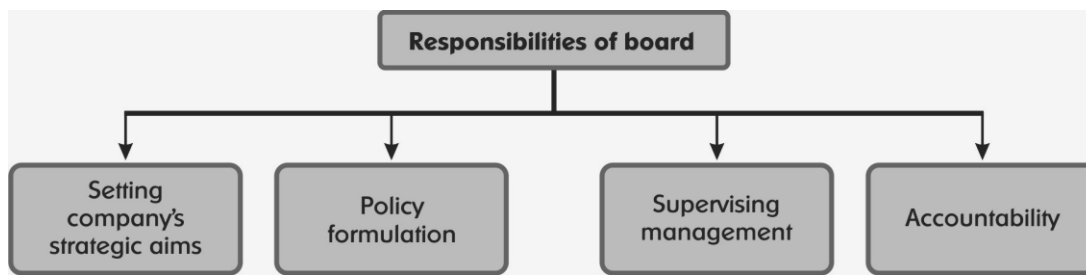 Responsibilities of board
Setting
company's
strategic aims
Policy
formulation
Supervising
management
Accountability